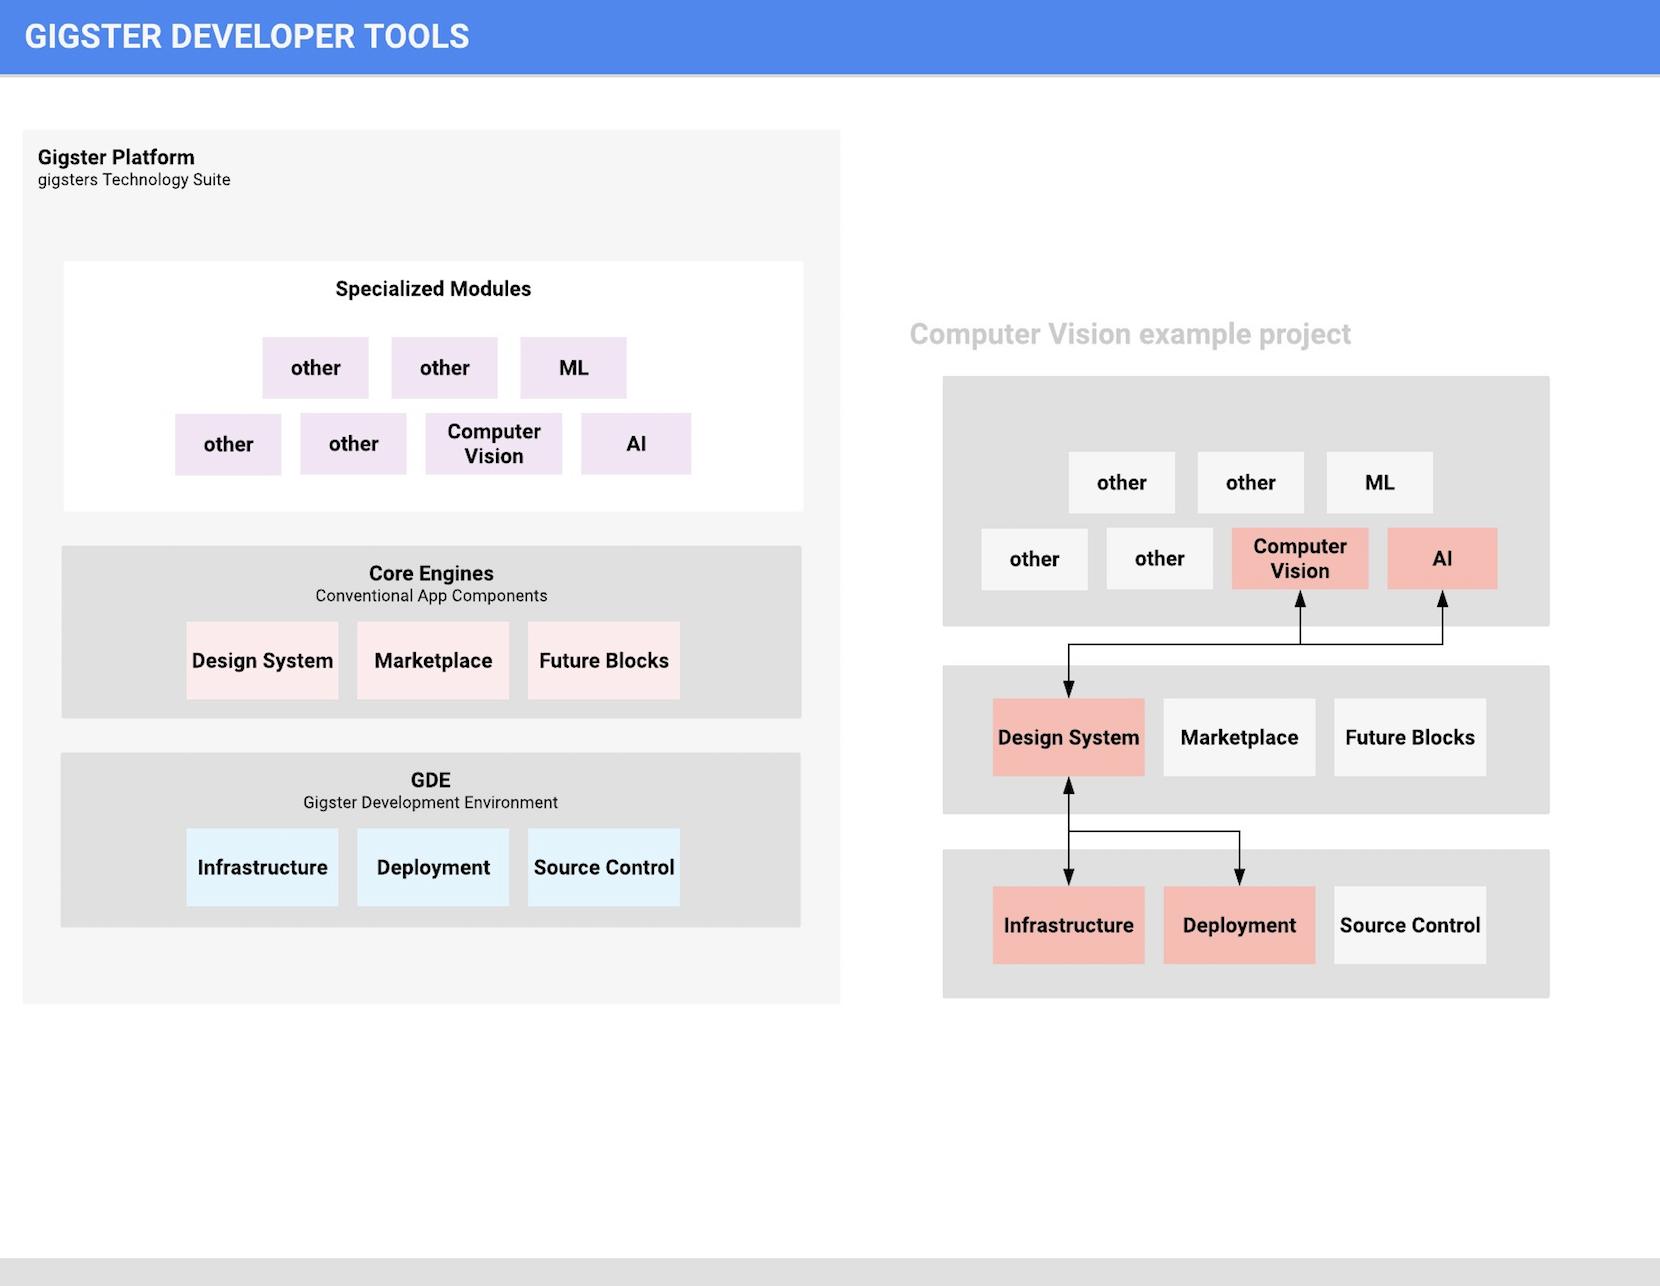 GIGSTER DEVELOPER TOOLS
Gigster Platform
gigsters Technology Suite
Specialized Modules
other other ML
other other Computer Vision AI
Core Engines
Conventional App Components
Design System Marketplace Future Blocks
GDE
Gigster Development Environment
Infrastructure Deployment Source Control
Computer Vision example project
other other ML
other other Computer Vision AI
Design System Marketplace Future Blocks
Infrastructure Deployment Source Control